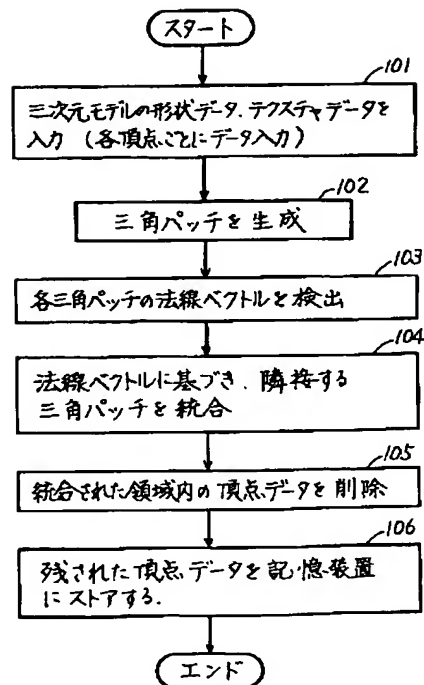 スタート
101
三次元モデルの形状データ、テクスチャデータを
入力（各頂点ごとにデータ入力）
102
三角パッチを生成
103
各三角パッチの法線ベクトルを検出
104
法線ベクトルに基づき、隣接する
三角パッチを統合
105
統合された領域内の頂点データを削除
106
残された頂点データを記憶装置
にストアする.
エンド